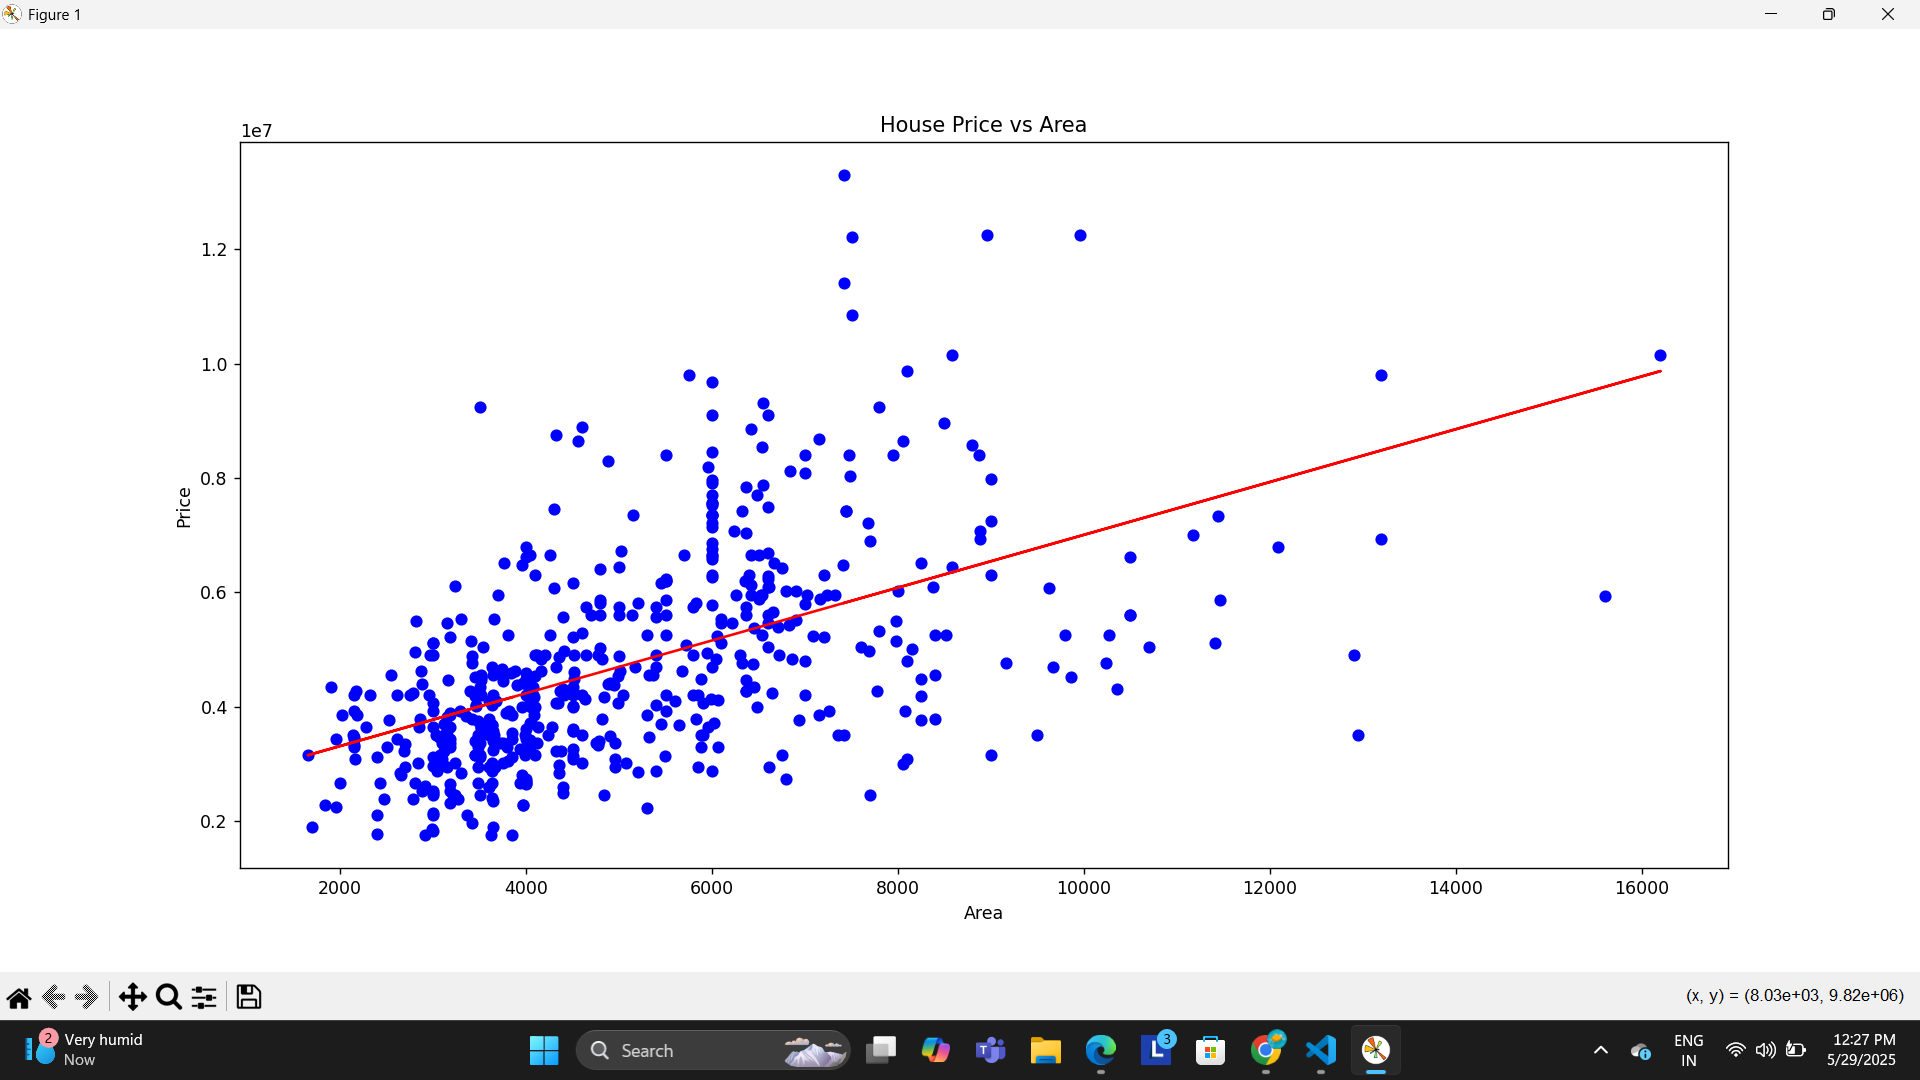 Figure 1
House Price vs Area
1e7
1.2
1.0
0.8
0.6
0.4
0.2
Price
2000 4000 6000 8000 10000 12000 14000 16000
Area
(x, y) = (8.03e+03, 9.82e+06)
2
Very humid
Now
Search
T
L
3
ENG
IN
12:27 PM
5/29/2025